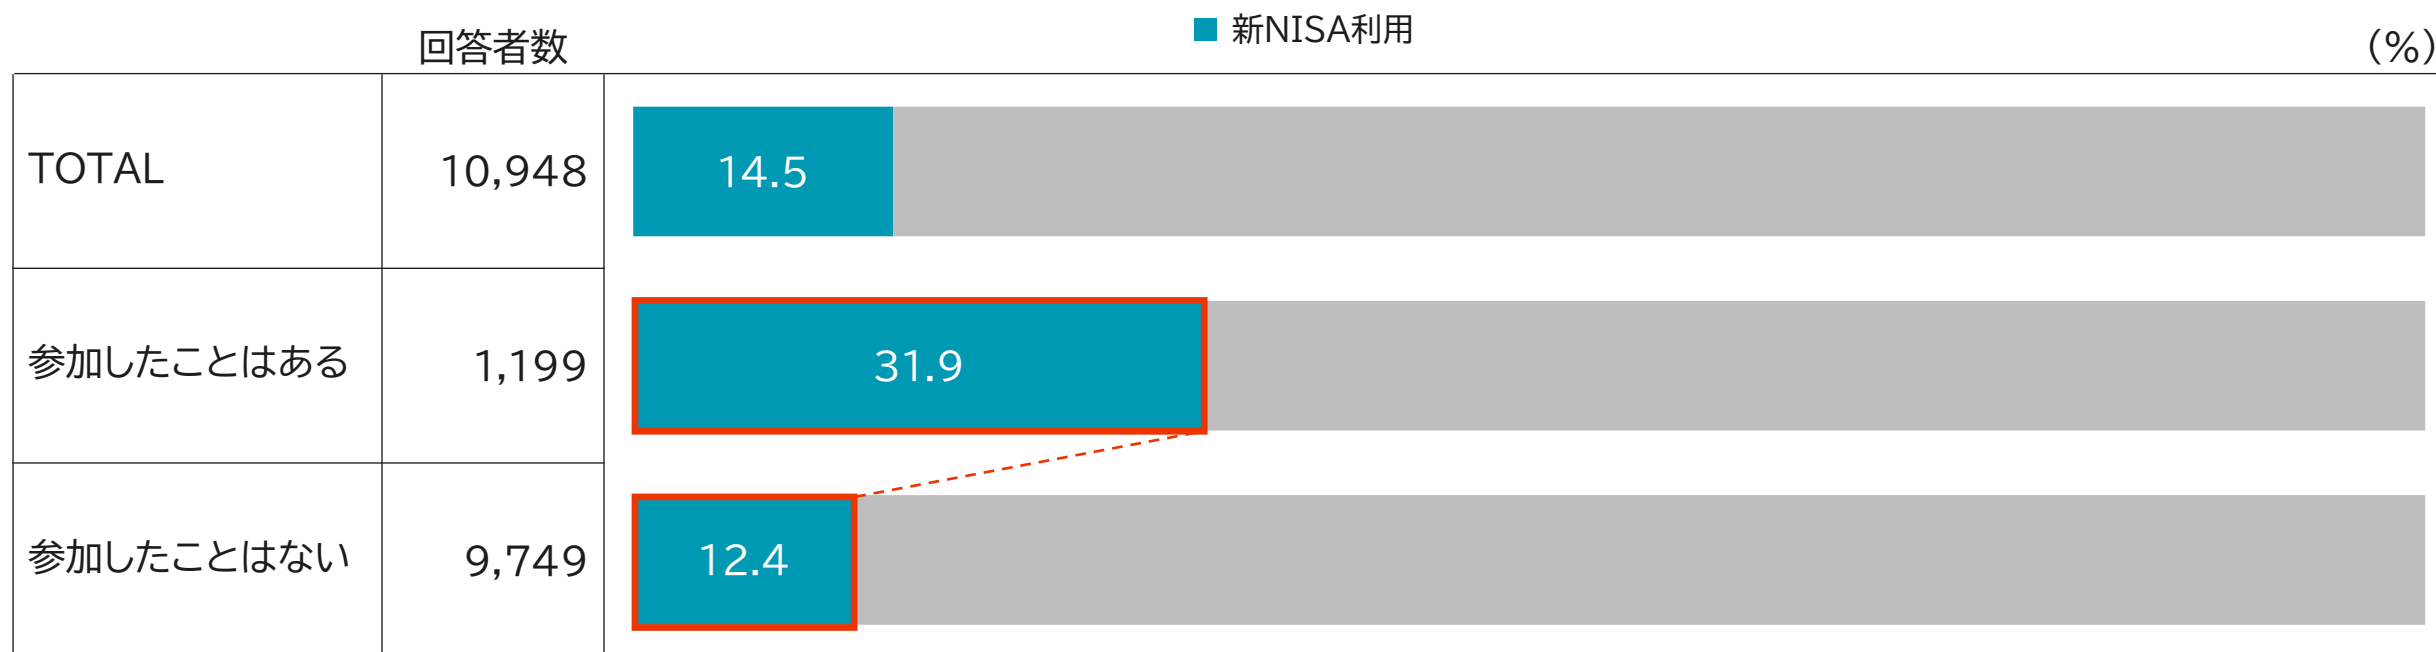 回答者数
新NISA利用
(%)
TOTAL 10,948 14.5
参加したことはある 1,199 31.9
参加したことはない 9,749 12.4